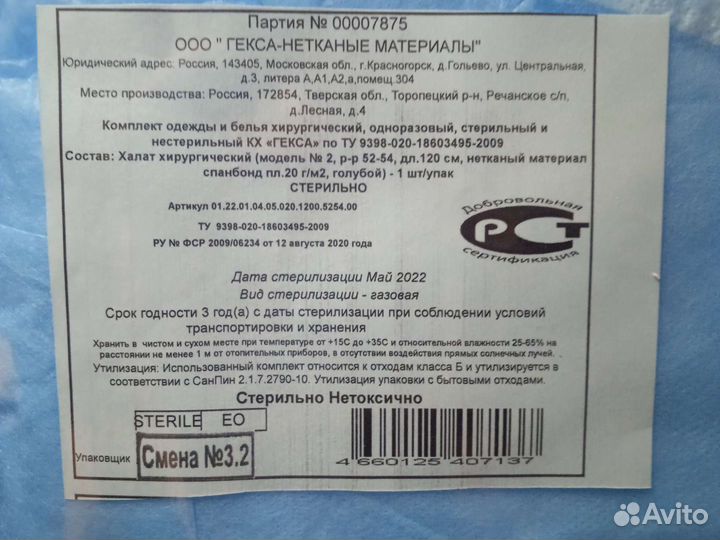 Партия № 00007875
ООО " ГЕКСА-НЕТКАНЫЕ МАТЕРИАЛЫ"
Юридический адрес: Россия, 143405, Московская обл., г.Красногорск, д.Гольево, ул. Центральная,
д.3, литера А,А1,А2,а,помещ.304
Место производства: Россия, 172854, Тверская обл., Торопецкий р-н, Речанское с/п,
д.Лесная, д.4
Комплект одежды и белья хирургический, одноразовый, стерильный и
нестерильный КХ «ГЕКСА» по ТУ 9398-020-18603495-2009
Состав: Халат хирургический (модель № 2, р-р 52-54, дл.120 см, нетканый материал
спанбонд пл.20 г/м2, голубой) - 1 шт/упак
СТЕРИЛЬНО
Артикул 01.22.01.04.05.020.1200.5254.00
ТУ 9398-020-18603495-2009
РУ № ФСР 2009/06234 от 12 августа 2020 года
Добровольная
РСТ
сертификация
Дата стерилизации Май 2022
Вид стерилизации - газовая
Срок годности 3 год(а) с даты стерилизации при соблюдении условий
транспортировки и хранения
Хранить в чистом и сухом месте при температуре от +15С до +35С и относительной влажности 25-65% на
расстоянии не менее 1 м от отопительных приборов, в отсутствии воздействия прямых солнечных лучей.
Утилизация: Использованный комплект относится к отходам класса Б и утилизируется в
соответствии с СанПин 2.1.7.2790-10. Утилизация упаковки с бытовыми отходами.
Стерильно Нетоксично
STERILE EO
Упаковщик Смена №3.2
4 660125 407137
Avito